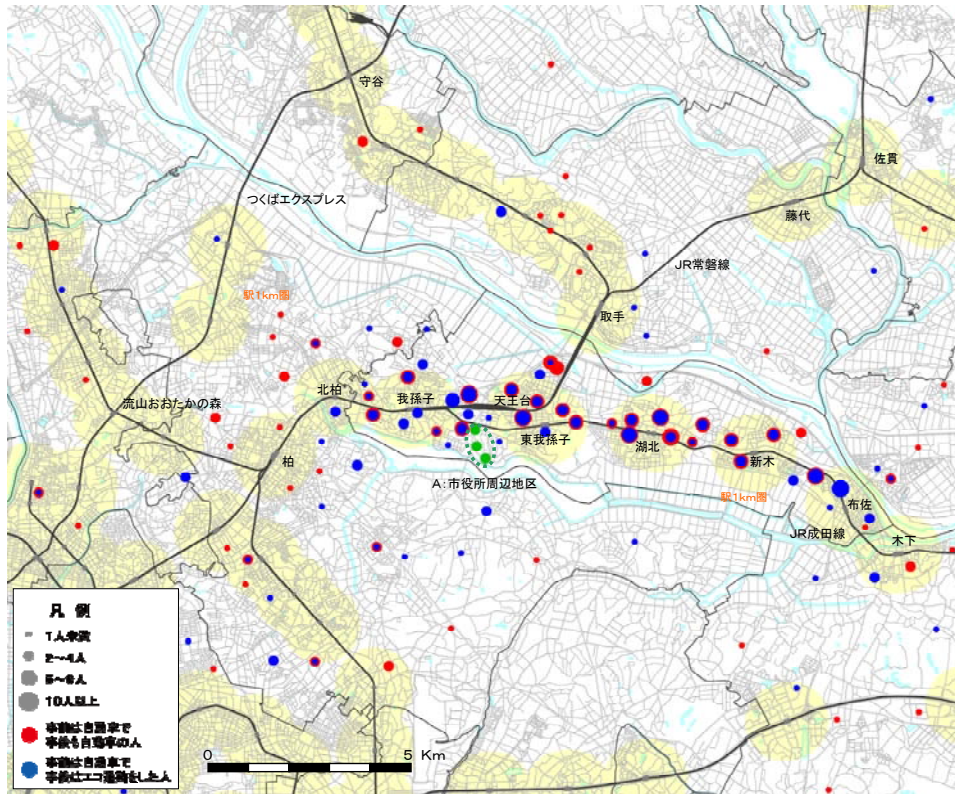 守谷
佐貫
つくばエクスプレス
藤代
JR常磐線
駅1km圏
取手
北柏
我孫子
天王台
流山おおたかの森
柏
東我孫子
湖北
A:市役所周辺地区
新木
駅1km圏
布佐
JR成田線
木下
凡 例
1人未満
2～4人
10人以上
事前は自動車で
事後も自動車の人
事前は自動車で
事後はエコ通勤をした人
0 5 Km